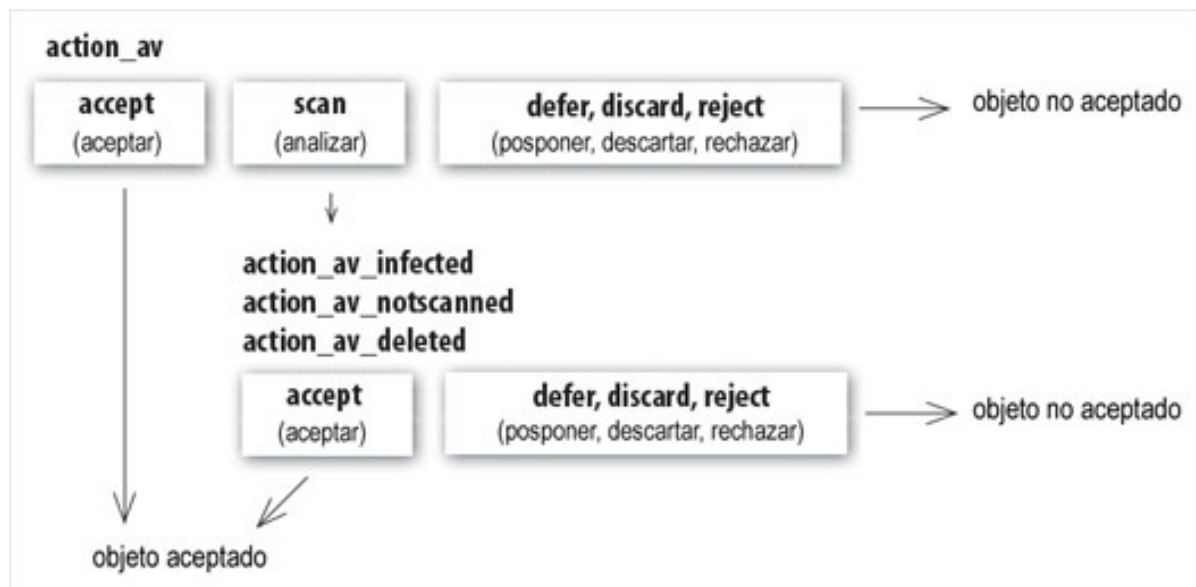 action_av
accept
(aceptar)
scan
(analizar)
defer, discard, reject
(posponer, descartar, rechazar)
objeto no aceptado
action_av_infected
action_av_notscanned
action_av_deleted
accept
(aceptar)
defer, discard, reject
(posponer, descartar, rechazar)
objeto no aceptado
objeto aceptado